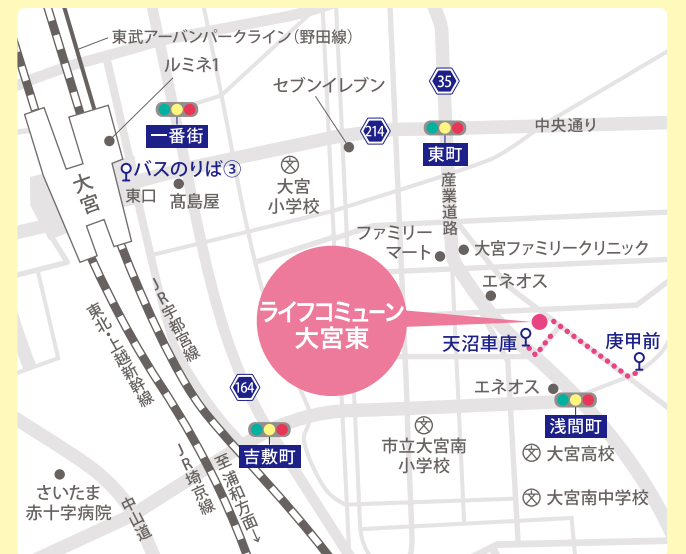 東武アーバンパークライン（野田線）
ルミネ1
セブンイレブン
35
一番街
214
中央通り
東町
バスのりば③
大宮
東口
髙島屋
文
大宮
小学校
産業道路
ファミリー
マート
大宮ファミリークリニック
エネオス
JR宇都宮線
東北・上越新幹線
ライフコミューン
大宮東
天沼車庫
庚甲前
164
エネオス
浅間町
吉敷町
文
市立大宮南
小学校
文
大宮高校
文
大宮南中学校
JR埼京線
至浦和方面→
さいたま
赤十字病院
中山道